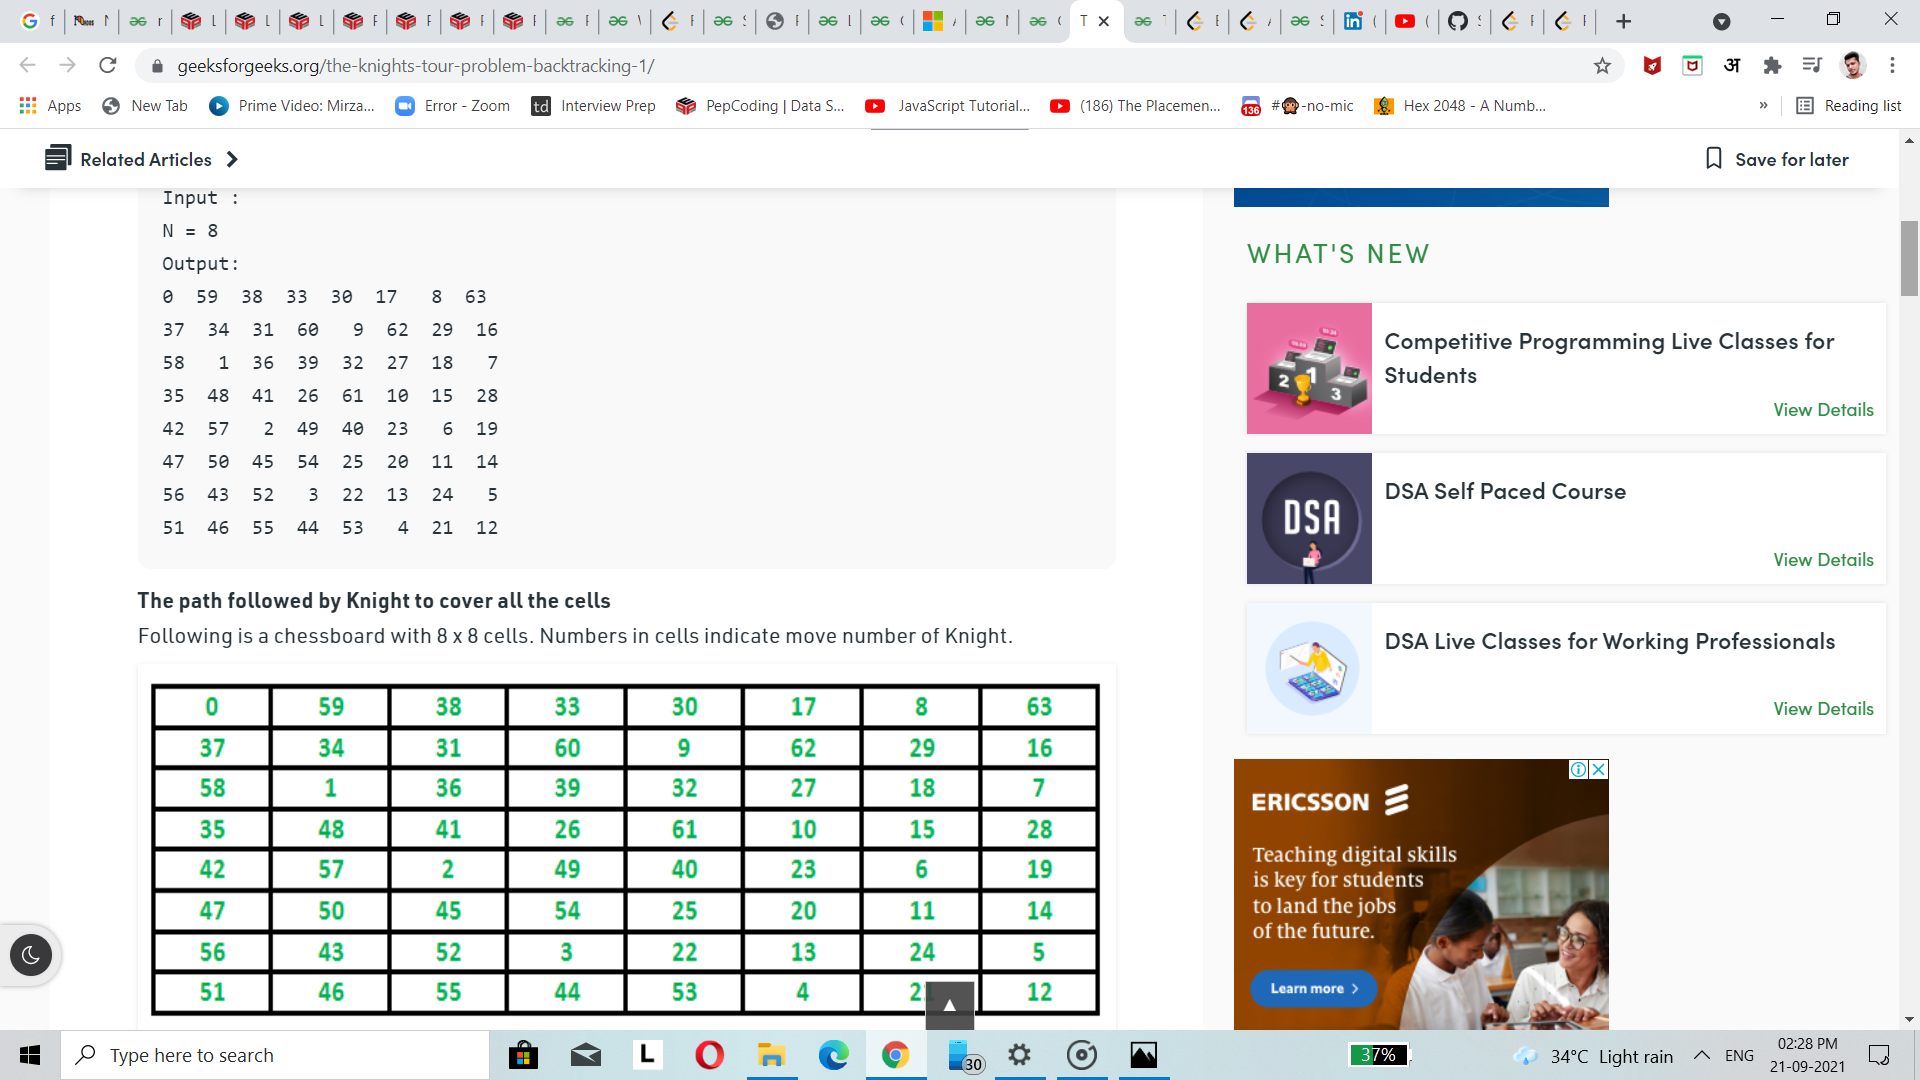 geeksforgeeks.org/the-knights-tour-problem-backtracking-1/
Apps New Tab Prime Video: Mirza... Error - Zoom td Interview Prep PepCoding | Data S... JavaScript Tutorial... (186) The Placemen... 136 #🙊-no-mic Hex 2048 - A Numb... » Reading list
Related Articles
Save for later
Input :
N = 8
Output:
0 59 38 33 30 17 8 63
37 34 31 60 9 62 29 16
58 1 36 39 32 27 18 7
35 48 41 26 61 10 15 28
42 57 2 49 40 23 6 19
47 50 45 54 25 20 11 14
56 43 52 3 22 13 24 5
51 46 55 44 53 4 21 12
The path followed by Knight to cover all the cells
Following is a chessboard with 8 x 8 cells. Numbers in cells indicate move number of Knight.
0 59 38 33 30 17 8 63
37 34 31 60 9 62 29 16
58 1 36 39 32 27 18 7
35 48 41 26 61 10 15 28
42 57 2 49 40 23 6 19
47 50 45 54 25 20 11 14
56 43 52 3 22 13 24 5
51 46 55 44 53 4 21 12
WHAT'S NEW
2 1 3
Competitive Programming Live Classes for
Students
View Details
DSA
DSA Self Paced Course
View Details
DSA Live Classes for Working Professionals
View Details
ERICSSON
Teaching digital skills
is key for students
to land the jobs
of the future.
Learn more >
Type here to search
L
30
37%
34°C Light rain
ENG
02:28 PM
21-09-2021